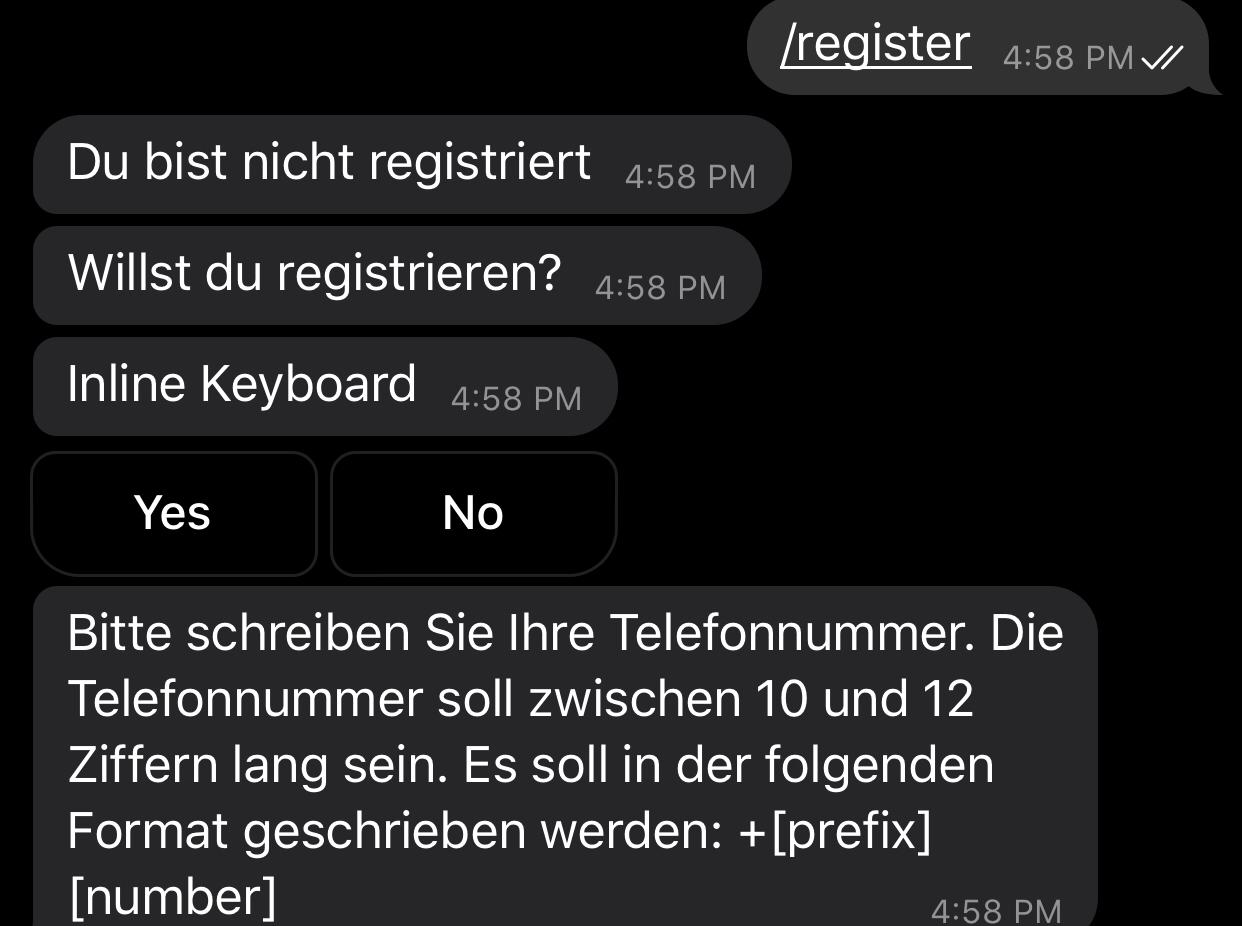 /register 4:58 PM
Du bist nicht registriert 4:58 PM
Willst du registrieren? 4:58 PM
Inline Keyboard 4:58 PM
Yes No
Bitte schreiben Sie Ihre Telefonnummer. Die
Telefonnummer soll zwischen 10 und 12
Ziffern lang sein. Es soll in der folgenden
Format geschrieben werden: +[prefix]
[number] 4:58 PM